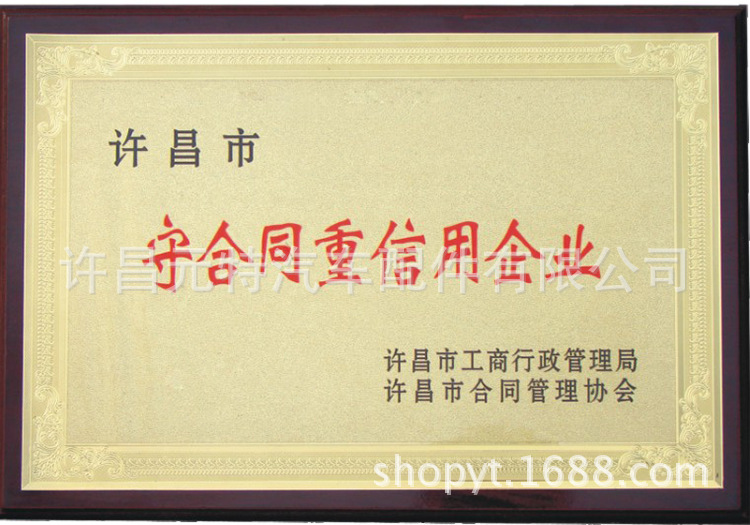 许昌市
守合同重信用企业
许昌元特汽车配件有限公司
许昌市工商行政管理局
许昌市合同管理协会
shopyt.1688.com